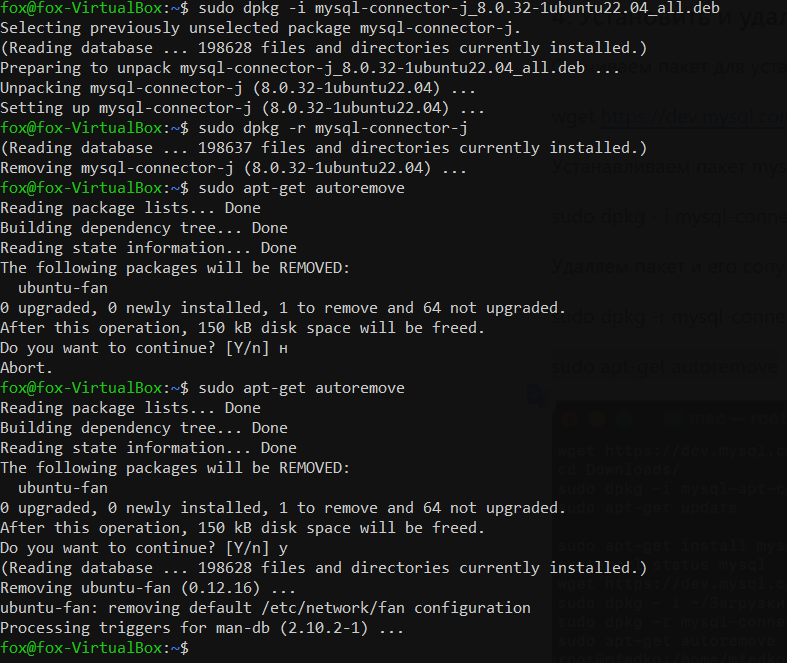 fox@fox-VirtualBox:~$ sudo dpkg -i mysql-connector-j_8.0.32-1ubuntu22.04_all.deb
Selecting previously unselected package mysql-connector-j.
(Reading database ... 198628 files and directories currently installed.)
Preparing to unpack mysql-connector-j_8.0.32-1ubuntu22.04_all.deb ...
Unpacking mysql-connector-j (8.0.32-1ubuntu22.04) ...
Setting up mysql-connector-j (8.0.32-1ubuntu22.04) ...
fox@fox-VirtualBox:~$ sudo dpkg -r mysql-connector-j
(Reading database ... 198637 files and directories currently installed.)
Removing mysql-connector-j (8.0.32-1ubuntu22.04) ...
fox@fox-VirtualBox:~$ sudo apt-get autoremove
Reading package lists... Done
Building dependency tree... Done
Reading state information... Done
The following packages will be REMOVED:
  ubuntu-fan
0 upgraded, 0 newly installed, 1 to remove and 64 not upgraded.
After this operation, 150 kB disk space will be freed.
Do you want to continue? [Y/n] н
Abort.
fox@fox-VirtualBox:~$ sudo apt-get autoremove
Reading package lists... Done
Building dependency tree... Done
Reading state information... Done
The following packages will be REMOVED:
  ubuntu-fan
0 upgraded, 0 newly installed, 1 to remove and 64 not upgraded.
After this operation, 150 kB disk space will be freed.
Do you want to continue? [Y/n] y
(Reading database ... 198628 files and directories currently installed.)
Removing ubuntu-fan (0.12.16) ...
ubuntu-fan: removing default /etc/network/fan configuration
Processing triggers for man-db (2.10.2-1) ...
fox@fox-VirtualBox:~$